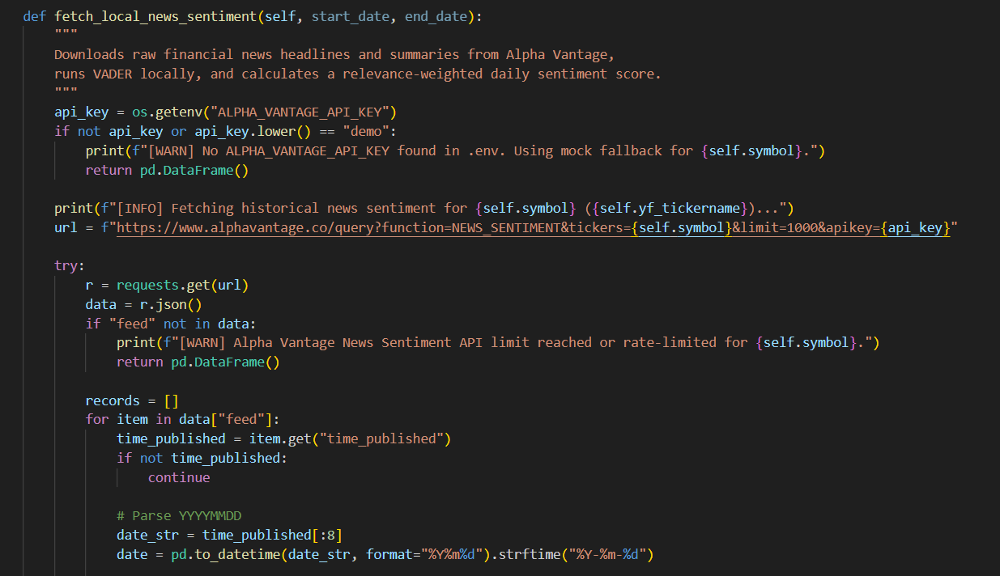 def fetch_local_news_sentiment(self, start_date, end_date):
"""
Downloads raw financial news headlines and summaries from Alpha Vantage,
runs VADER locally, and calculates a relevance-weighted daily sentiment score.
"""
api_key = os.getenv("ALPHA_VANTAGE_API_KEY")
if not api_key or api_key.lower() == "demo":
print(f"[WARN] No ALPHA_VANTAGE_API_KEY found in .env. Using mock fallback for {self.symbol}.")
return pd.DataFrame()
print(f"[INFO] Fetching historical news sentiment for {self.symbol} ({self.yf_tickername})...")
url = f"https://www.alphavantage.co/query?function=NEWS_SENTIMENT&tickers={self.symbol}&limit=1000&apikey={api_key}"
try:
r = requests.get(url)
data = r.json()
if "feed" not in data:
print(f"[WARN] Alpha Vantage News Sentiment API limit reached or rate-limited for {self.symbol}.")
return pd.DataFrame()
records = []
for item in data["feed"]:
time_published = item.get("time_published")
if not time_published:
continue
# Parse YYYYMMDD
date_str = time_published[:8]
date = pd.to_datetime(date_str, format="%Y%m%d").strftime("%Y-%m-%d")